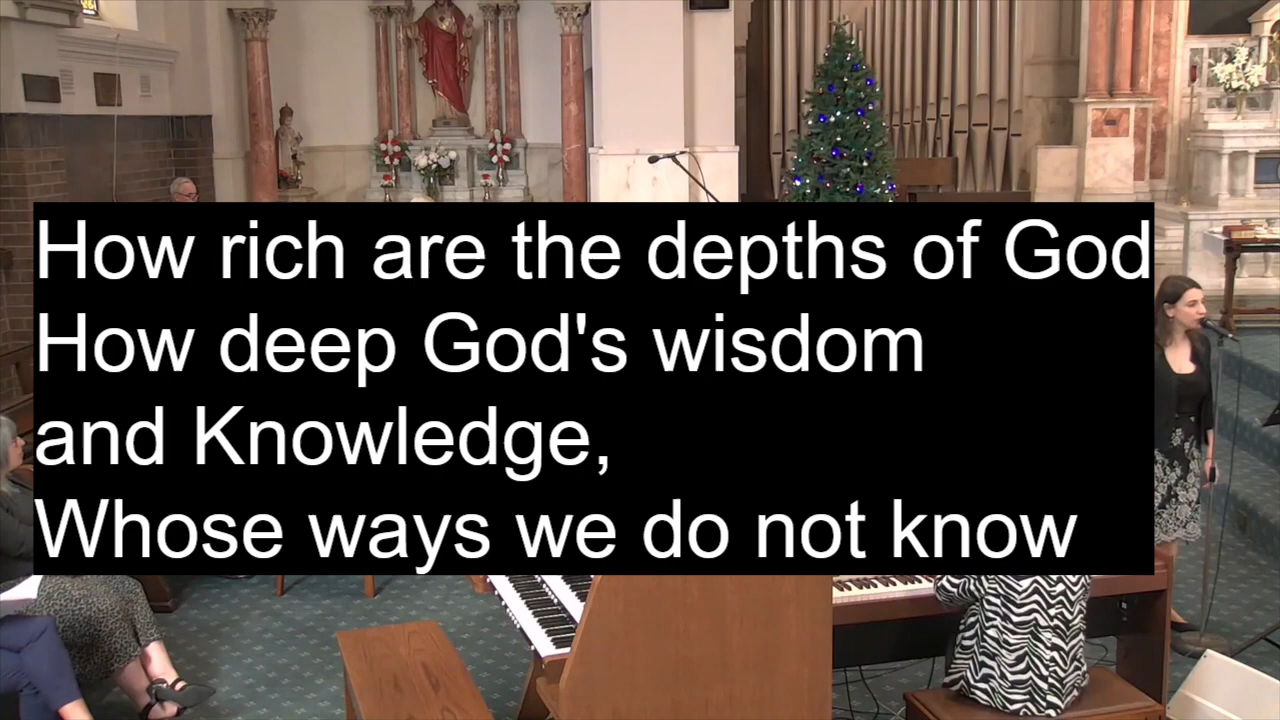 How rich are the depths of God
How deep God's wisdom
and Knowledge,
Whose ways we do not know